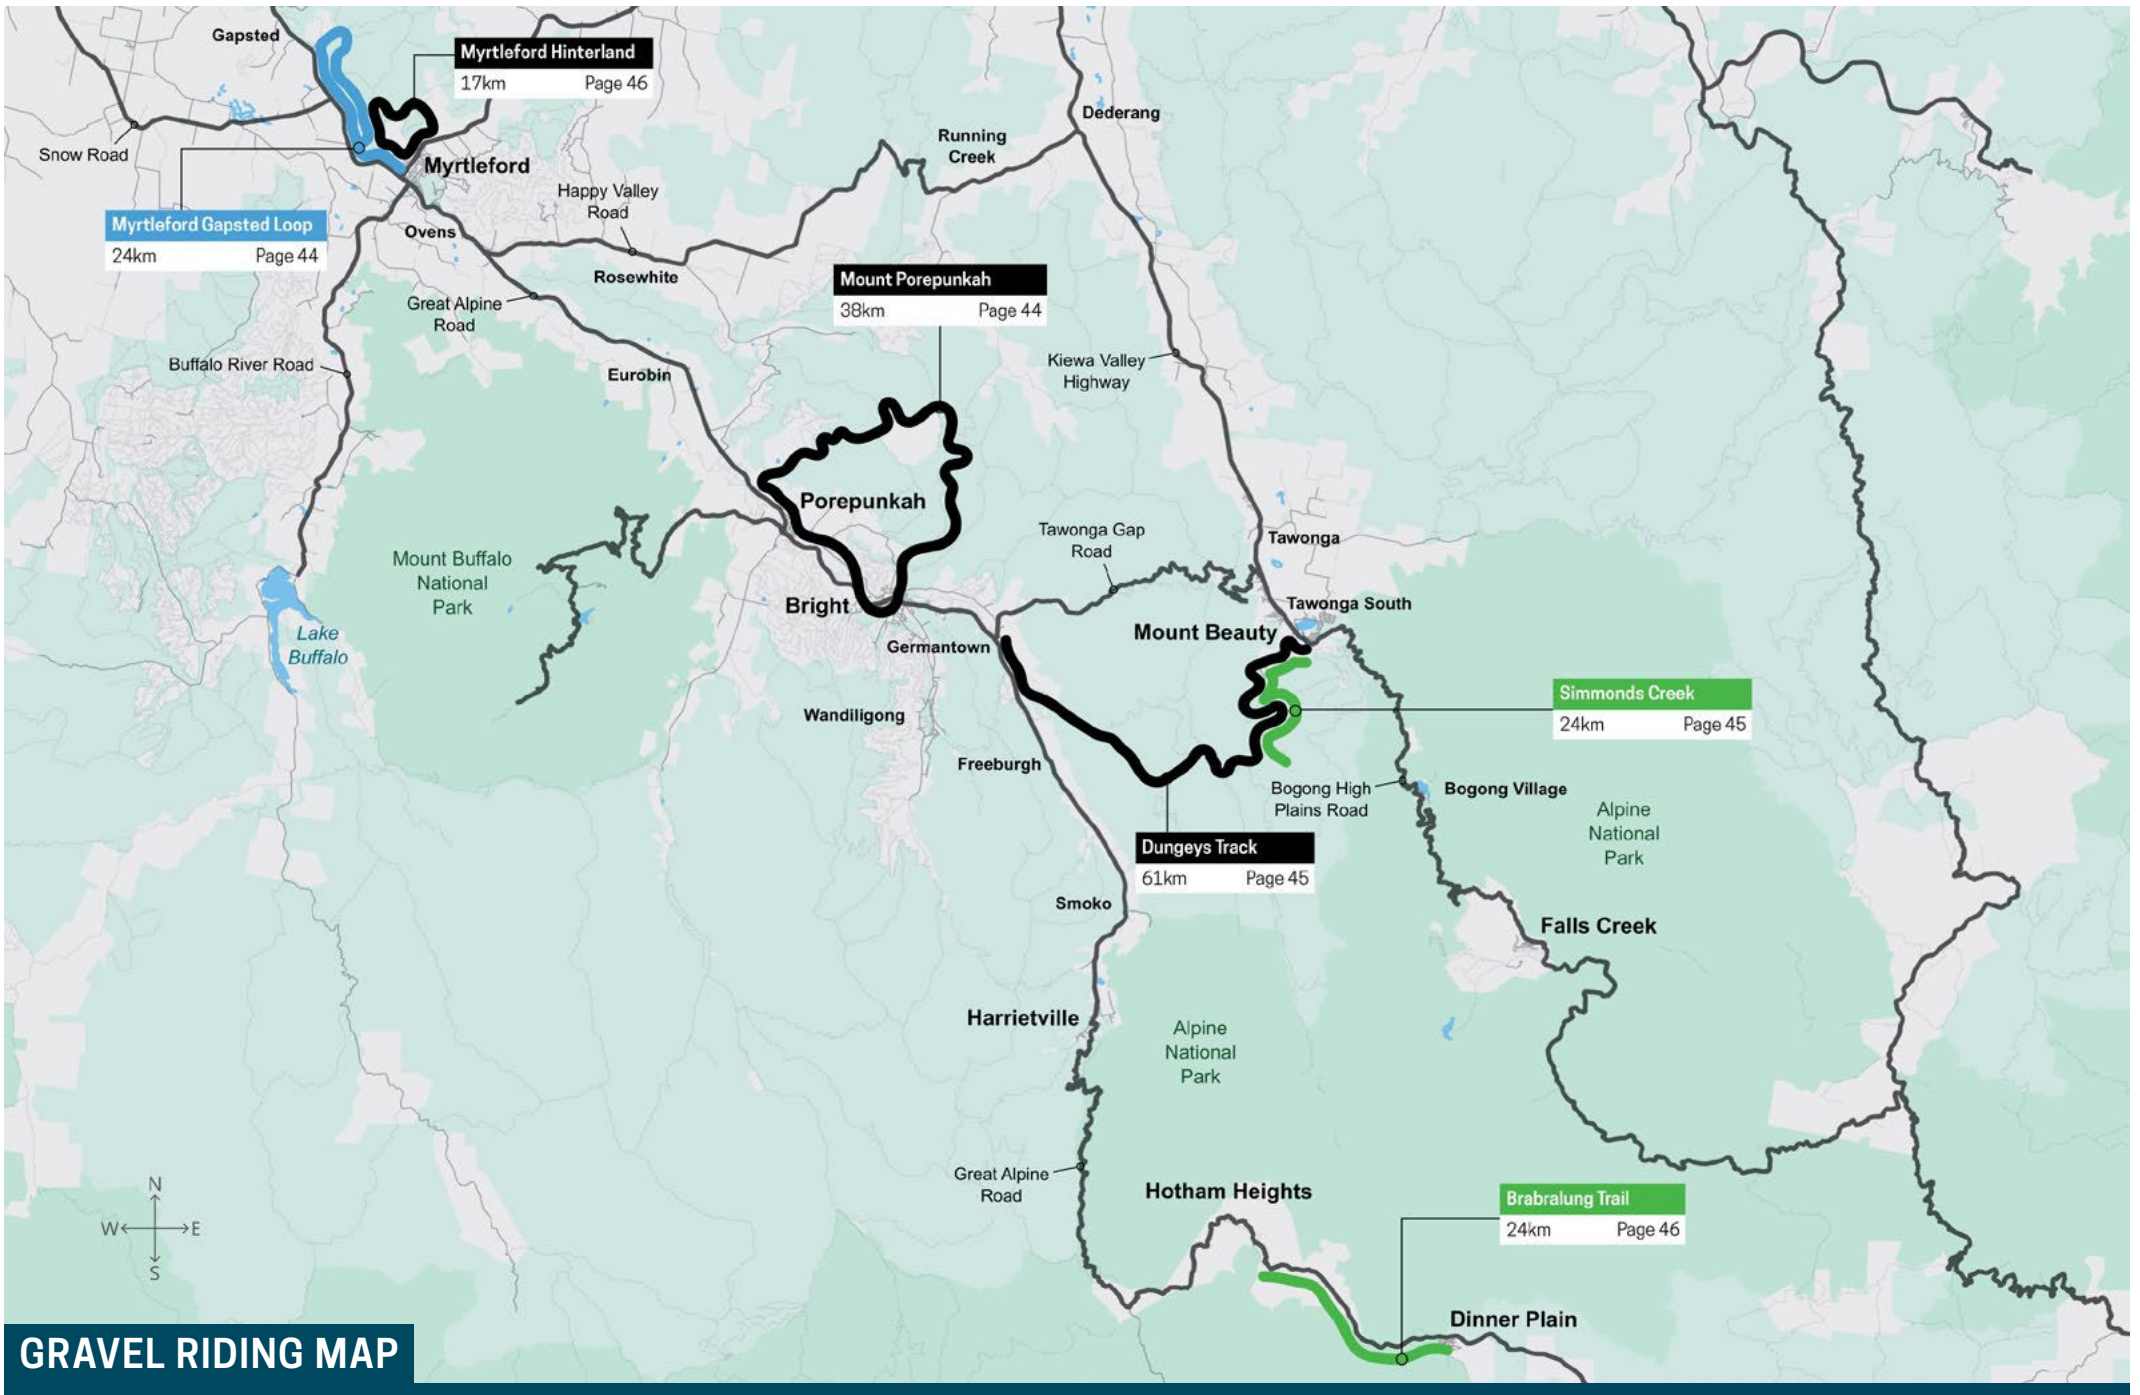 Gapsted
Myrtleford Hinterland
17km Page 46
Snow Road
Myrtleford
Myrtleford Gapsted Loop
24km Page 44
Ovens
Happy Valley
Road
Running
Creek
Dederang
Rosewhite
Great Alpine
Road
Mount Porepunkah
38km Page 44
Buffalo River Road
Eurobin
Kiewa Valley
Highway
Porepunkah
Mount Buffalo
National
Park
Tawonga Gap
Road
Tawonga
Bright
Tawonga South
Lake
Buffalo
Germantown
Mount Beauty
Wandiligong
Simmonds Creek
24km Page 45
Freeburgh
Bogong High
Plains Road
Bogong Village
Alpine
National
Park
Dungeys Track
61km Page 45
Smoko
Falls Creek
Harrietville
Alpine
National
Park
Great Alpine
Road
Hotham Heights
Brabralung Trail
24km Page 46
Dinner Plain
N
W E
S
GRAVEL RIDING MAP